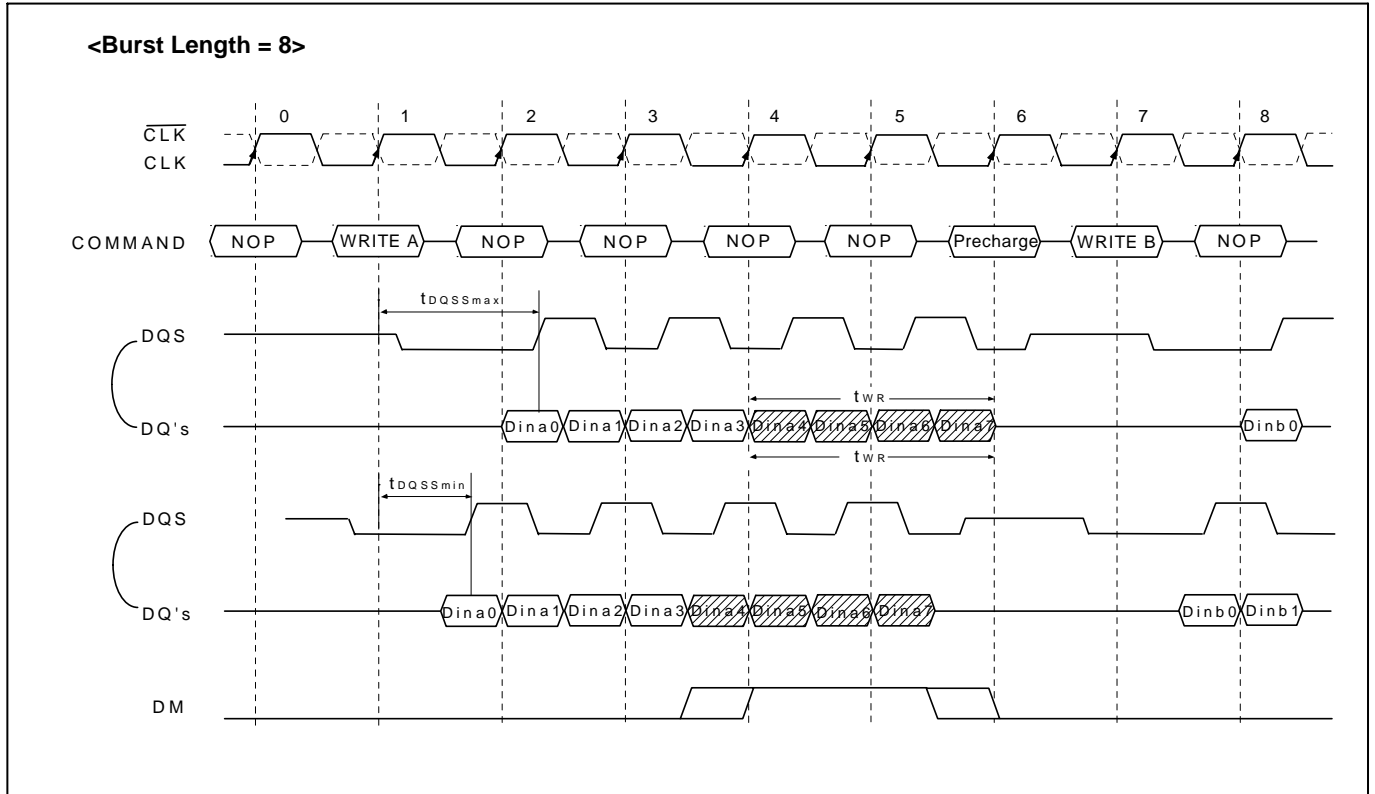 <Burst Length = 8>
0 1 2 3 4 5 6 7 8
CLK
CLK
COMMAND NOP WRITE A NOP NOP NOP NOP Precharge WRITE B NOP
tDQSSmax
DQS
tWR
DQ's Dina0 Dina1 Dina2 Dina3 Dina4 Dina5 Dina6 Dina7 Dinb0
tWR
tDQSSmin
DQS
DQ's Dina0 Dina1 Dina2 Dina3 Dina4 Dina5 Dina6 Dina7 Dinb0 Dinb1
DM